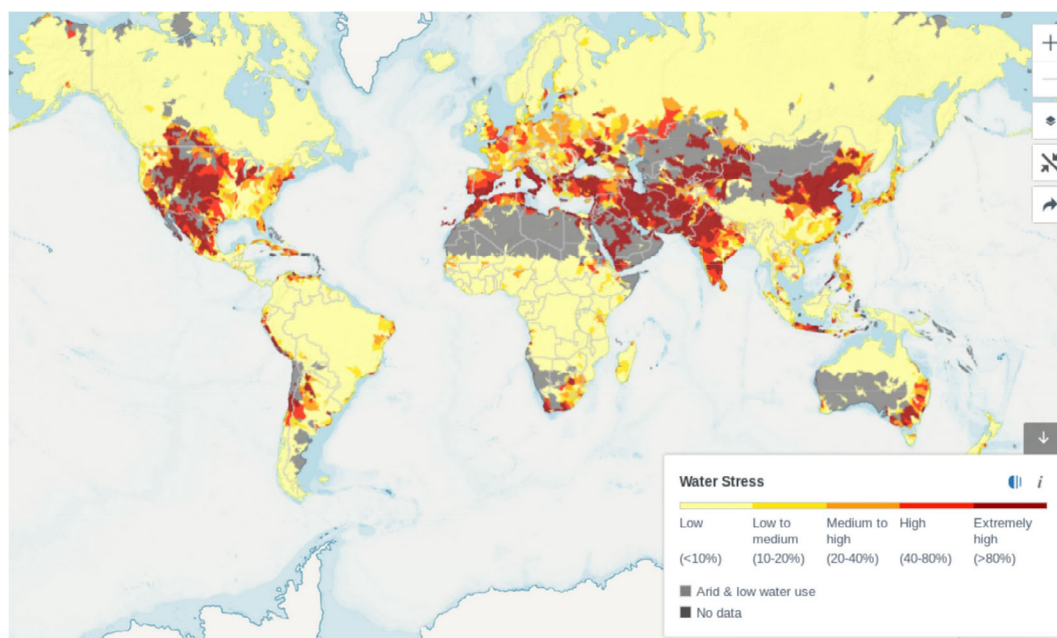 Water Stress
i
Low
Low to
medium
Medium to
high
High
Extremely
high
(<10%)
(10-20%)
(20-40%)
(40-80%)
(>80%)
Arid & low water use
No data